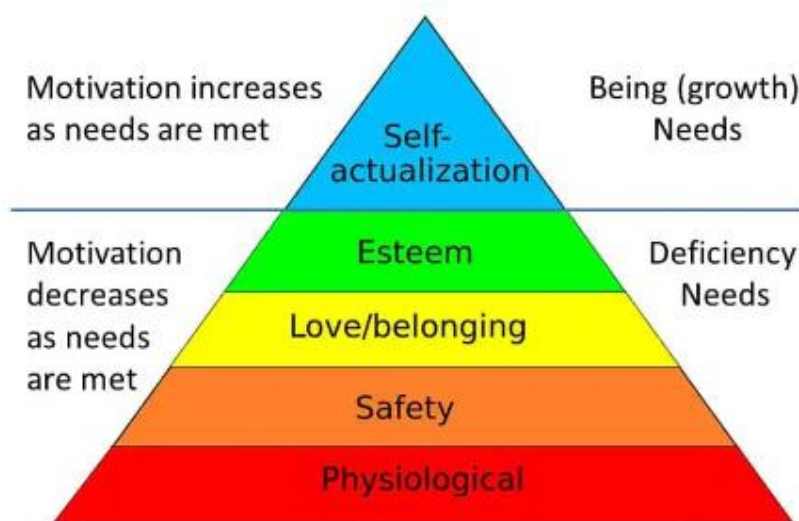 Motivation increases
as needs are met
Being (growth)
Needs
Self-
actualization
Motivation
decreases
as needs
are met
Deficiency
Needs
Esteem
Love/belonging
Safety
Physiological